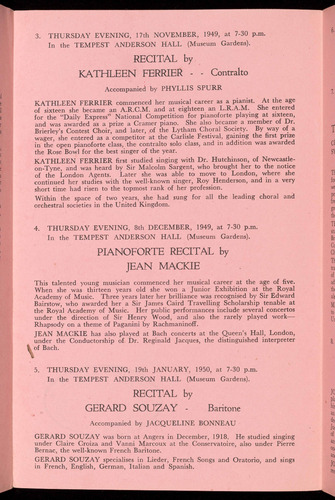 3. THURSDAY EVENING, 17th NOVEMBER, 1949, at 7-30 p.m.
In the TEMPEST ANDERSON HALL (Museum Gardens).
RECITAL by
KATHLEEN FERRIER - - Contralto
Accompanied by PHYLLIS SPURR
KATHLEEN FERRIER commenced her musical career as a pianist. At the age
of sixteen she became an A.R.C.M. and at eighteen an L.R.A.M. She entered
for the "Daily Express" National Competition for pianoforte playing at sixteen,
and was awarded as a prize a Cramer piano. She also became a member of Dr.
Brierley's Contest Choir, and later, of the Lytham Choral Society. By way of a
wager, she entered as a competitor at the Carlisle Festival, gaining the first prize
in the open pianoforte class, the contralto solo class, and in addition was awarded
the Rose Bowl for the best singer of the year.
KATHLEEN FERRIER first studied singing with Dr. Hutchinson, of Newcastle-
on-Tyne, and was heard by Sir Malcolm Sargent, who brought her to the notice
of the London Agents. Later she was able to move to London, where she
continued her studies with the well-known singer, Roy Henderson, and in a very
short time had risen to the topmost rank of her profession.
Within the space of two years, she had sung for all the leading choral and
orchestral societies in the United Kingdom.
4. THURSDAY EVENING, 8th DECEMBER, 1949, at 7-30 p.m.
In the TEMPEST ANDERSON HALL (Museum Gardens).
PIANOFORTE RECITAL by
JEAN MACKIE
This talented young musician commenced her musical career at the age of five.
When she was thirteen years old she won a Junior Exhibition at the Royal
Academy of Music. Three years later her brilliance was recognised by Sir Edward
Bairstow, who awarded her a Sir James Caird Travelling Scholarship tenable at
the Royal Academy of Music. Her public performances include several concertos
under the direction of Sir Henry Wood, and also the rarely played work—
Rhapsody on a theme of Paganini by Rachmaninoff.
JEAN MACKIE has also played at Bach concerts at the Queen's Hall, London,
under the Conductorship of Dr. Reginald Jacques, the distinguished interpreter
of Bach.
5. THURSDAY EVENING, 19th JANUARY, 1950, at 7-30 p.m.
In the TEMPEST ANDERSON HALL (Museum Gardens).
RECITAL by
GERARD SOUZAY - Baritone
Accompanied by JACQUELINE BONNEAU
GERARD SOUZAY was born at Angers in December, 1918. He studied singing
under Claire Croiza and Vanni Marcoux at the Conservatoire, also under Pierre
Bernac, the well-known French Baritone.
GERARD SOUZAY specialises in Lieder, French Songs and Oratorio, and sings
in French, English, German, Italian and Spanish.